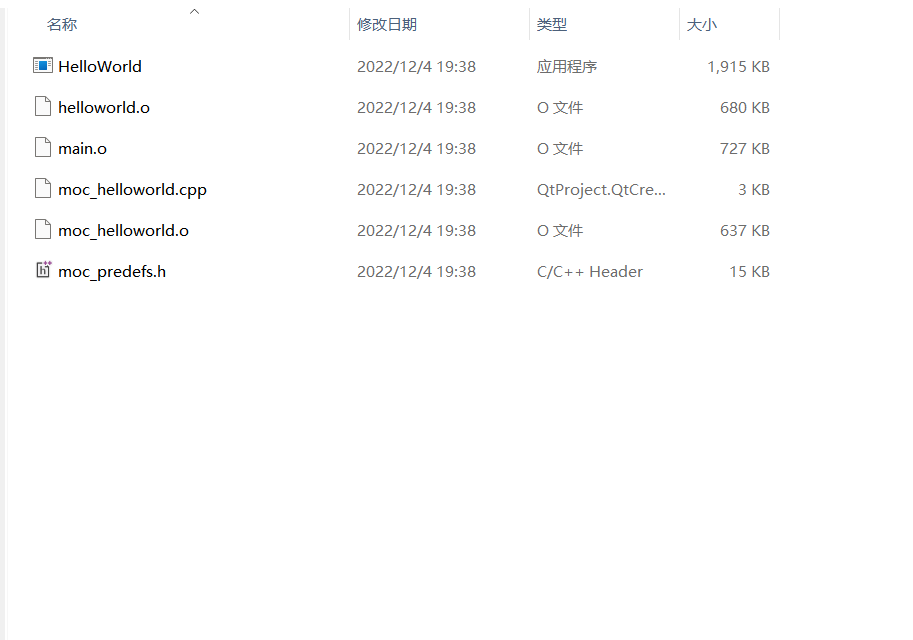 名称 修改日期 类型 大小
HelloWorld 2022/12/4 19:38 应用程序 1,915 KB
helloworld.o 2022/12/4 19:38 O 文件 680 KB
main.o 2022/12/4 19:38 O 文件 727 KB
moc_helloworld.cpp 2022/12/4 19:38 QtProject.QtCre... 3 KB
moc_helloworld.o 2022/12/4 19:38 O 文件 637 KB
moc_predefs.h 2022/12/4 19:38 C/C++ Header 15 KB